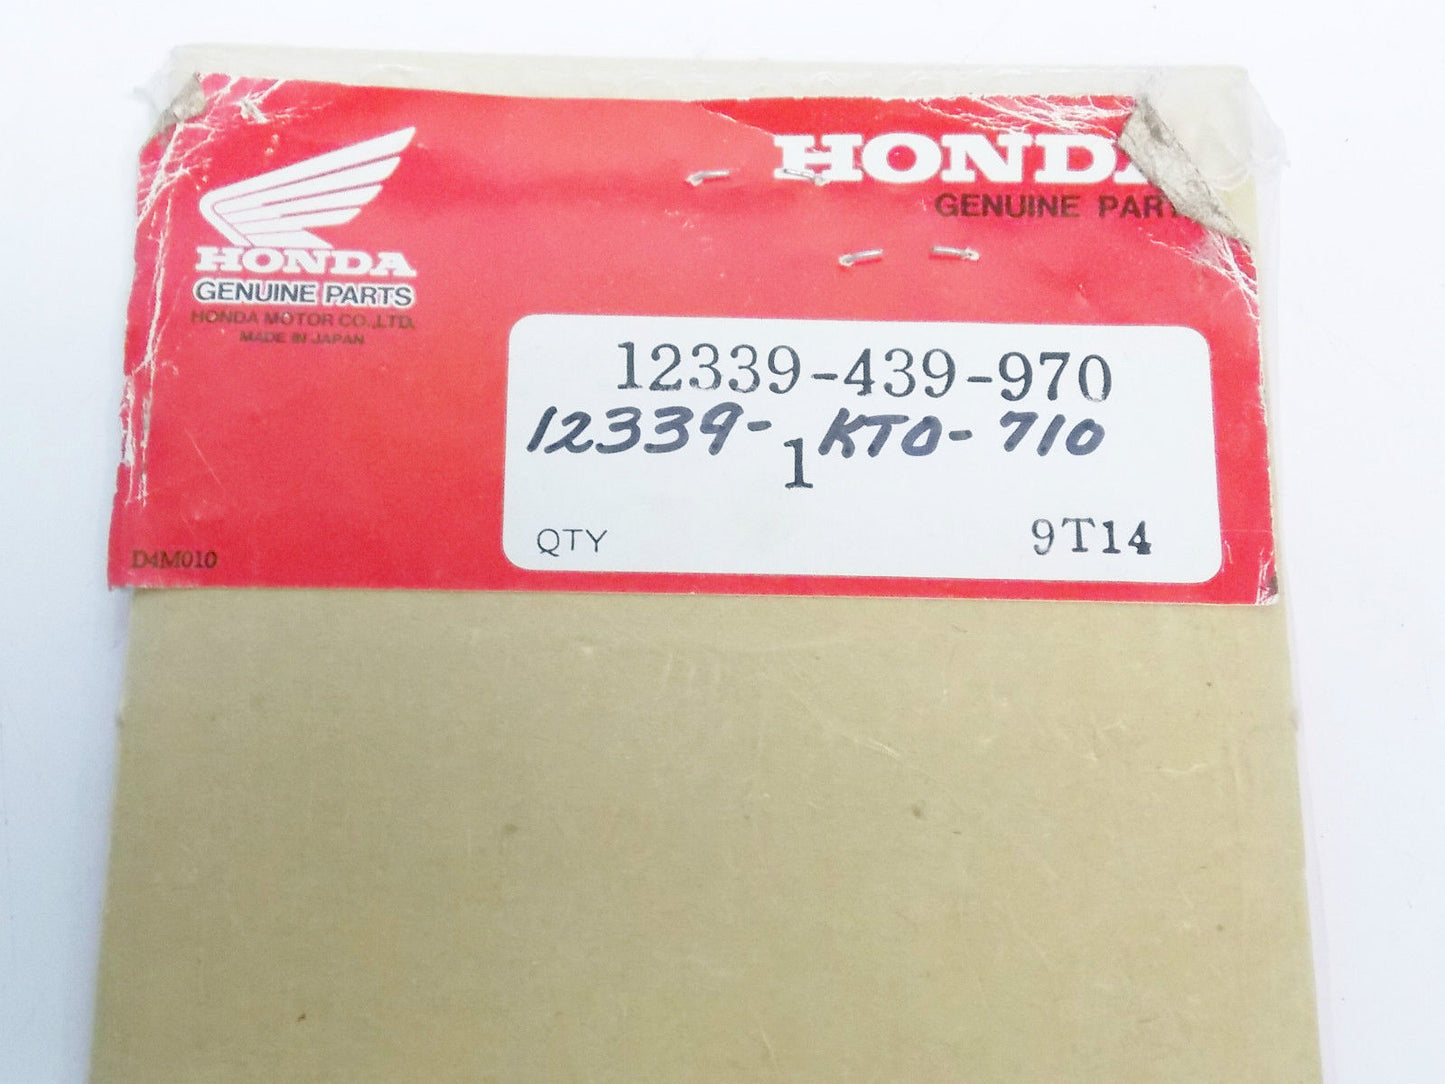 HONDA
GENUINE PARTS
HONDA MOTOR CO.,LTD.
MADE IN JAPAN
HONDA
GENUINE PARTS
12339-439-970
12339-KT0-710
1
QTY
9T14
D4M010